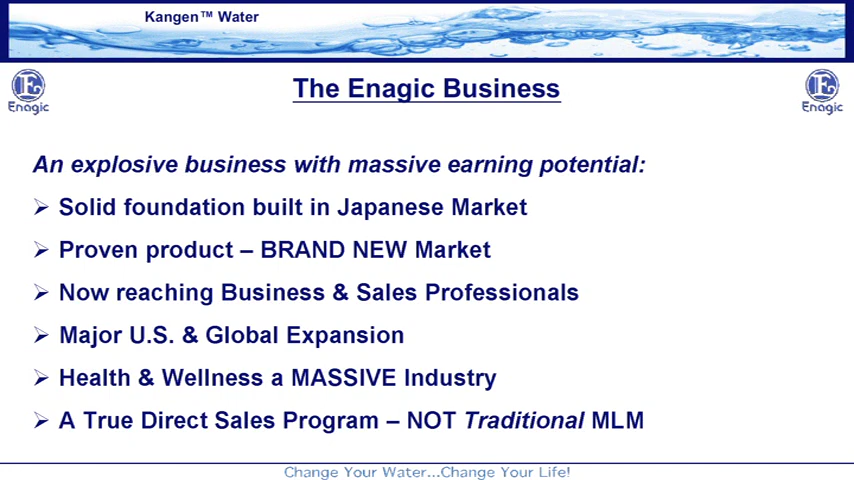 Kangen™ Water
The Enagic Business
E
Enagic
E
Enagic
An explosive business with massive earning potential:
➢ Solid foundation built in Japanese Market
➢ Proven product – BRAND NEW Market
➢ Now reaching Business & Sales Professionals
➢ Major U.S. & Global Expansion
➢ Health & Wellness a MASSIVE Industry
➢ A True Direct Sales Program – NOT Traditional MLM
Change Your Water...Change Your Life!